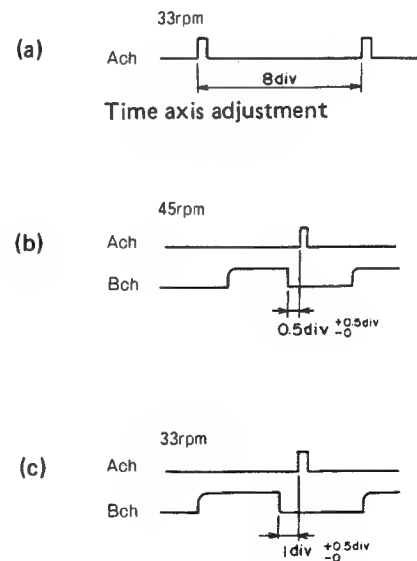 33rpm
(a)
Ach
8div
Time axis adjustment
45rpm
(b)
Ach
Bch
0.5div +0.5div -0
33rpm
(c)
Ach
Bch
1div +0.5div -0